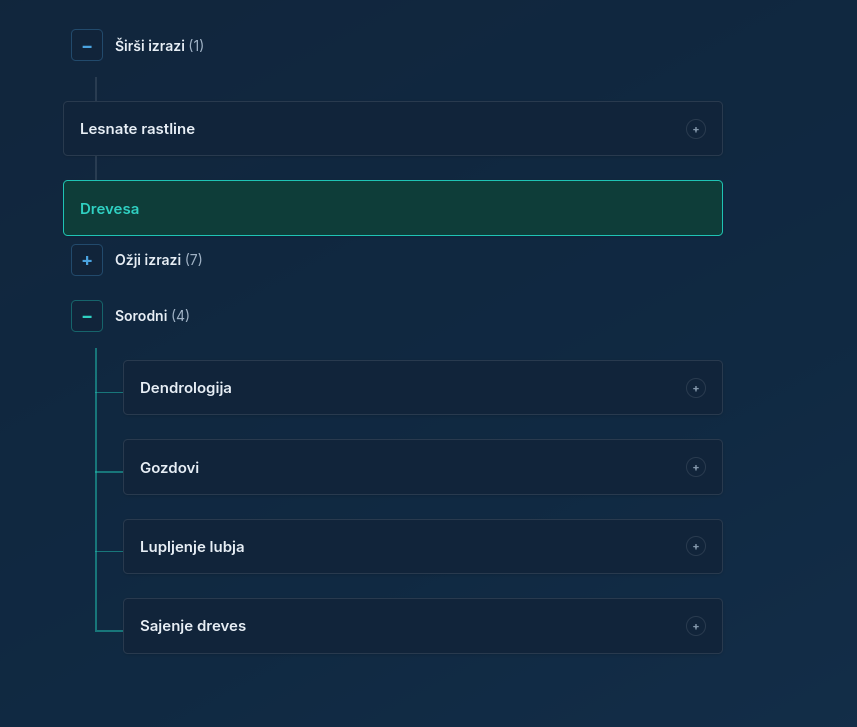 Širši izrazi (1)
Lesnate rastline
Drevesa
Ožji izrazi (7)
Sorodni (4)
Dendrologija
Gozdovi
Lupljenje lubja
Sajenje dreves